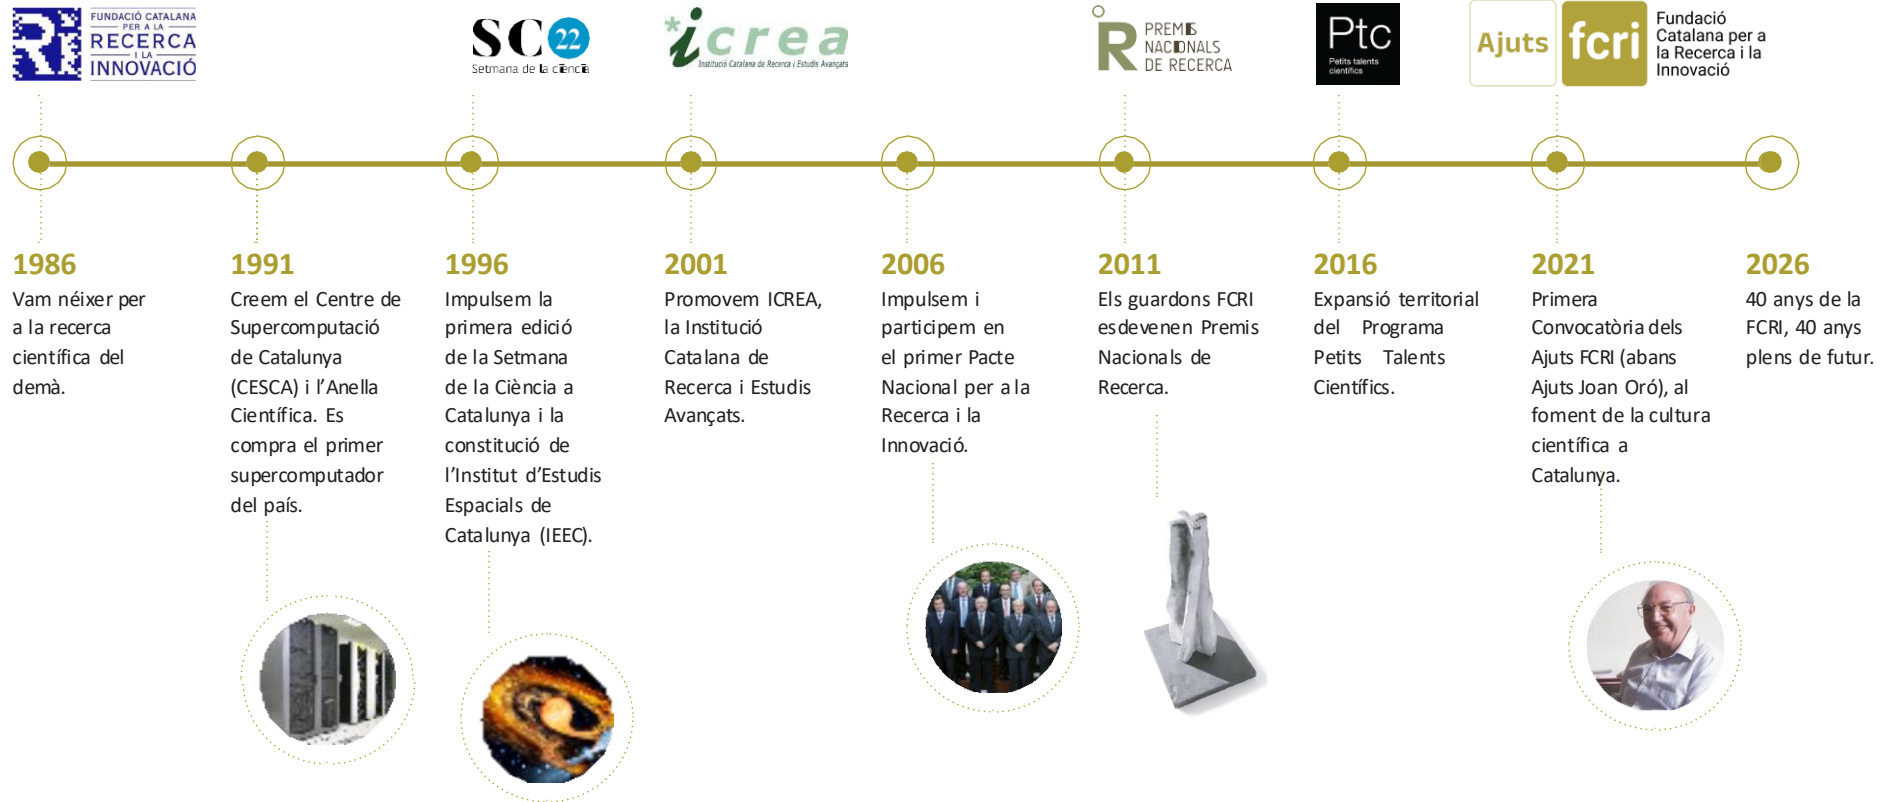 FUNDACIÓ CATALANA
PER A LA
RECERCA
I LA
INNOVACIÓ
SC22
Setmana de la ciència
icrea
Institució Catalana de Recerca i Estudis Avançats
PREMIS
NACIONALS
DE RECERCA
Ptc
Petits talents
científics
Ajuts
fcri
Fundació
Catalana per a
la Recerca i la
Innovació
1986
Vam néixer per
a la recerca
científica del
demà.
1991
Creem el Centre de
Supercomputació
de Catalunya
(CESCA) i l’Anella
Científica. Es
compra el primer
supercomputador
del país.
1996
Impulsem la
primera edició
de la Setmana
de la Ciència a
Catalunya i la
constitució de
l’Institut d’Estudis
Espacials de
Catalunya (IEEC).
2001
Promovem ICREA,
la Institució
Catalana de
Recerca i Estudis
Avançats.
2006
Impulsem i
participem en
el primer Pacte
Nacional per a la
Recerca i la
Innovació.
2011
Els guardons FCRI
esdevenen Premis
Nacionals de
Recerca.
2016
Expansió territorial
del Programa
Petits Talents
Científics.
2021
Primera
Convocatòria dels
Ajuts FCRI (abans
Ajuts Joan Oró), al
foment de la cultura
científica a
Catalunya.
2026
40 anys de la
FCRI, 40 anys
plens de futur.